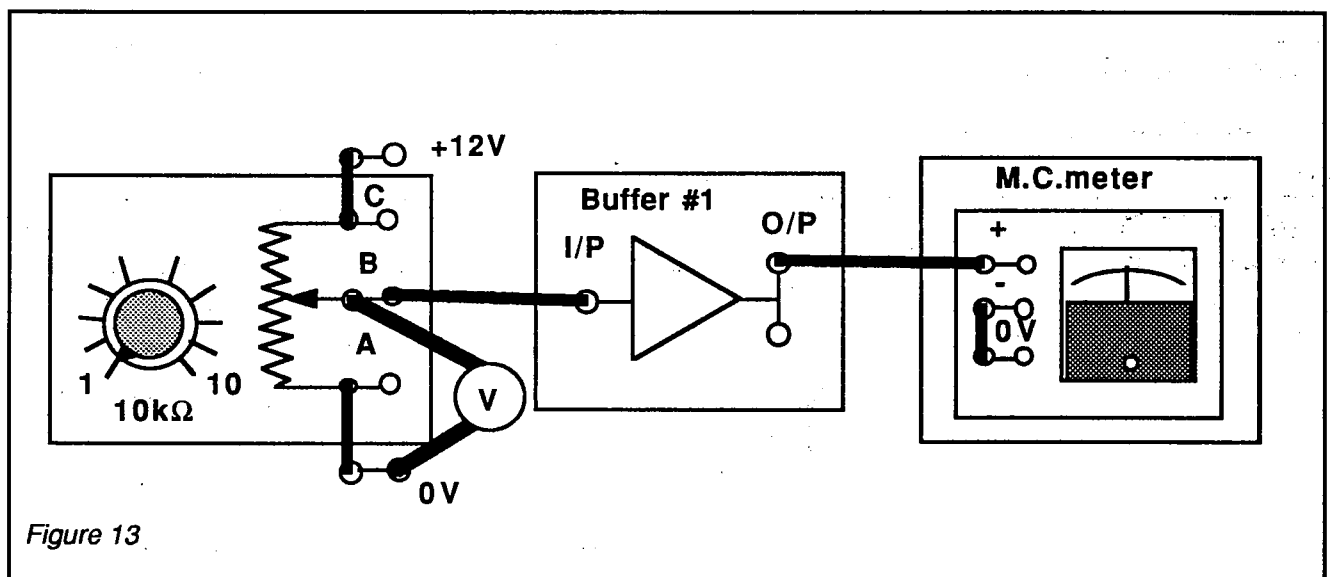 +12V
C
M.C.meter
Buffer #1
O/P
+
I/P
B
-
A
0V
1
10
V
10kΩ
0V
Figure 13